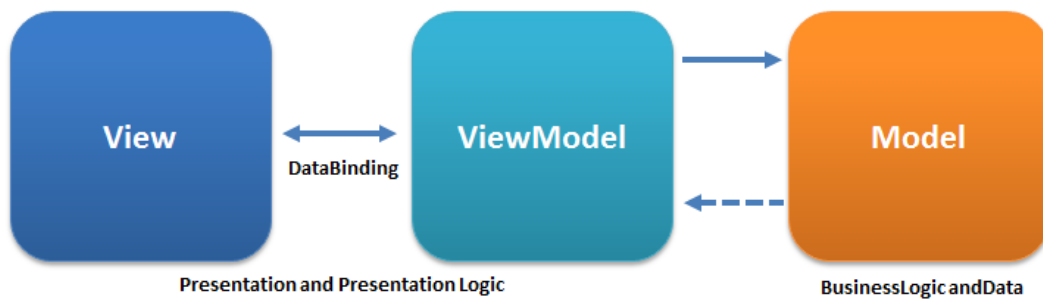 View
DataBinding
ViewModel
Model
Presentation and Presentation Logic
BusinessLogic andData